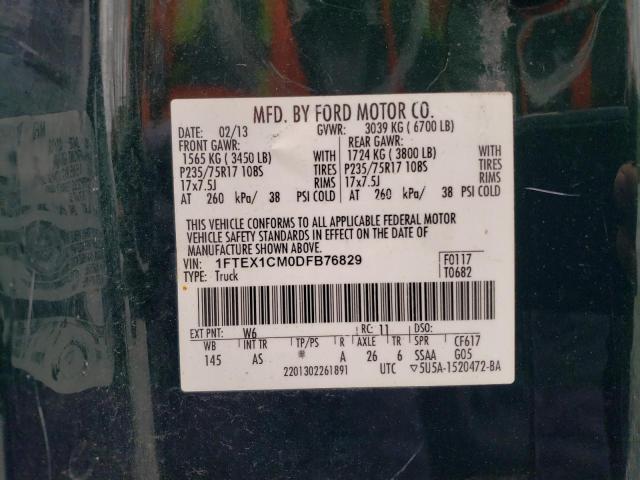 MFD. BY FORD MOTOR CO.
DATE: 02/13 GVWR: 3039 KG ( 6700 LB)
FRONT GAWR: REAR GAWR:
1565 KG ( 3450 LB) WITH 1724 KG ( 3800 LB) WITH
P235/75R17 108S TIRES P235/75R17 108S TIRES
17x7.5J RIMS 17x7.5J RIMS
AT 260 kPa/ 38 PSI COLD AT 260 kPa/ 38 PSI COLD
THIS VEHICLE CONFORMS TO ALL APPLICABLE FEDERAL MOTOR
VEHICLE SAFETY STANDARDS IN EFFECT ON THE DATE OF
MANUFACTURE SHOWN ABOVE.
VIN: 1FTEX1CM0DFB76829 F0117
TYPE: Truck T0682
EXT PNT: W6 RC: 11 DSO:
WB INT TR TP/PS R AXLE TR SPR CF617
145 AS # A 26 6 SSAA G05
2201302261891 UTC ▽5U5A-1520472-BA